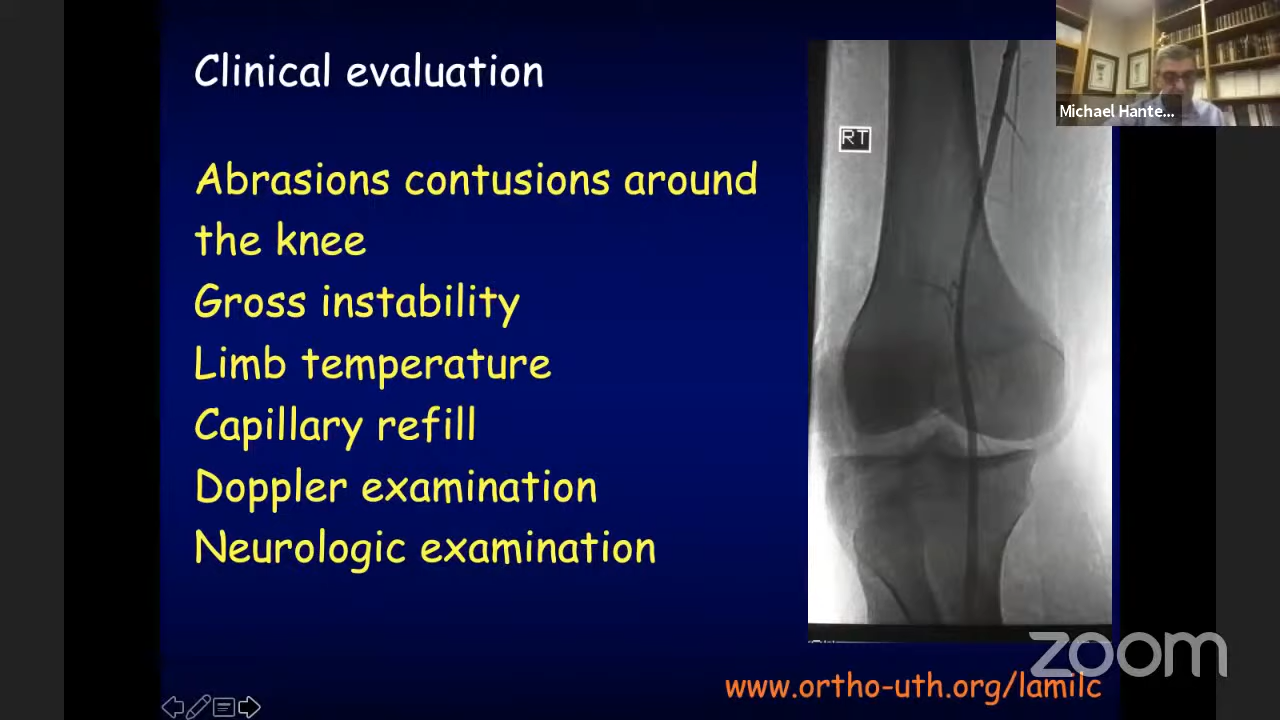 Clinical evaluation
Michael Hante...
RT
Abrasions contusions around
the knee
Gross instability
Limb temperature
Capillary refill
Doppler examination
Neurologic examination
zoom
www.ortho-uth.org/lamilc